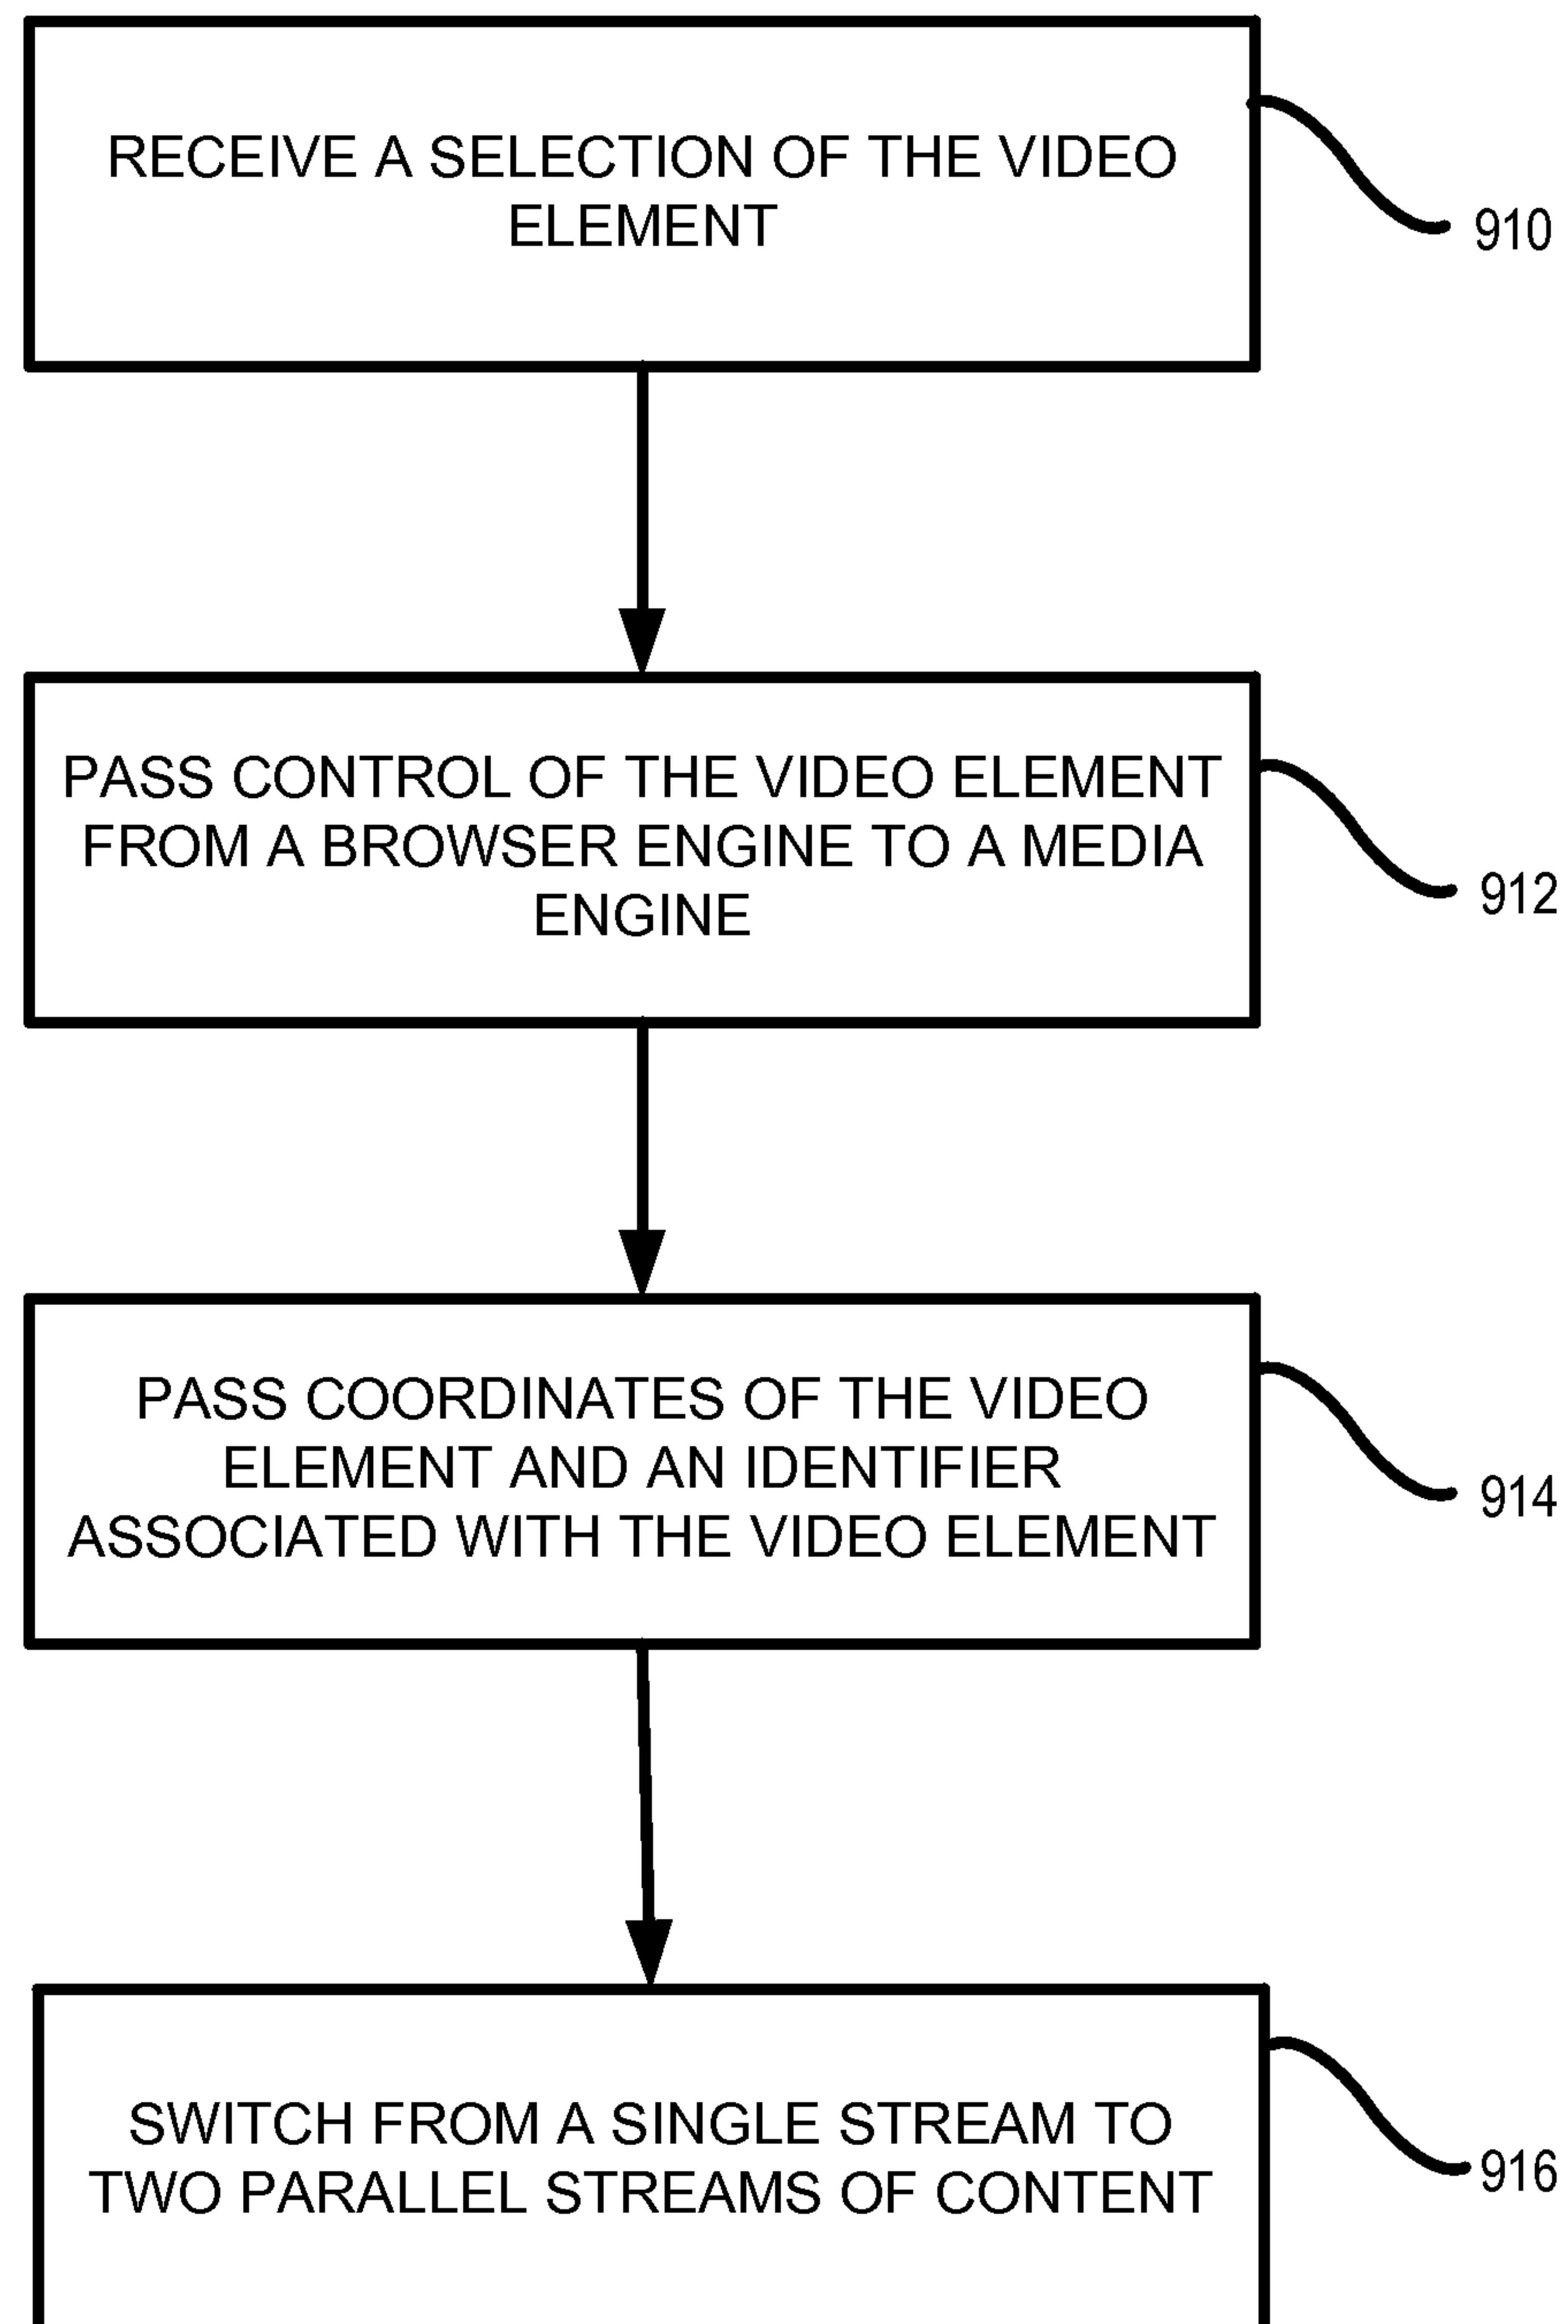 RECEIVE A SELECTION OF THE VIDEO
ELEMENT
910
PASS CONTROL OF THE VIDEO ELEMENT
FROM A BROWSER ENGINE TO A MEDIA
ENGINE
912
PASS COORDINATES OF THE VIDEO
ELEMENT AND AN IDENTIFIER
ASSOCIATED WITH THE VIDEO ELEMENT
914
SWITCH FROM A SINGLE STREAM TO
TWO PARALLEL STREAMS OF CONTENT
916